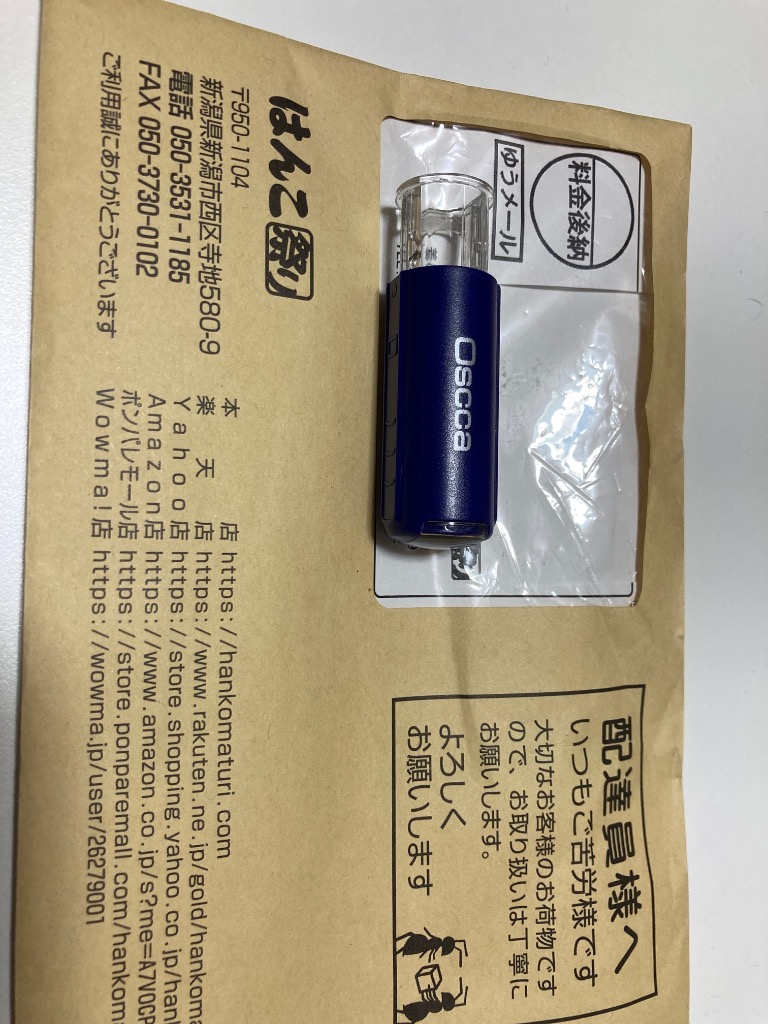 はんこ祭り
〒950-1104
新潟県新潟市西区寺地580-9
電話 050-3531-1185
FAX 050-3730-0102
ご利用誠にありがとうございます
本店 https://hankomaturi.com
楽天店 https://www.rakuten.ne.jp/gold/hankoma
Yahoo店 https://store.shopping.yahoo.co.jp/han
Amazon店 https://www.amazon.co.jp/s?me=A7VOCP
ポンパレモール店 https://store.ponparemall.com/hankom
Wowma!店 https://wowma.jp/user/26279001
料金後納
ゆうメール
Oscca
配達員様へ
いつもご苦労様です
大切なお客様のお荷物です
ので、お取り扱いは丁寧に
お願いします。
よろしく
お願いします